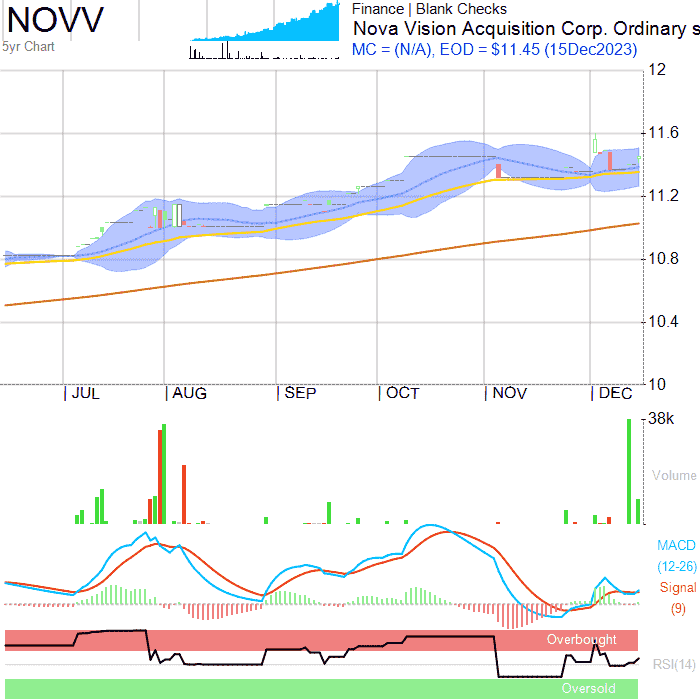 NOVV
5yr Chart
Finance | Blank Checks
Nova Vision Acquisition Corp. Ordinary s
MC = (N/A), EOD = $11.45 (15Dec2023)
12
11.6
11.2
10.8
10.4
10
JUL AUG SEP OCT NOV DEC
38k
Volume
MACD
(12-26)
Signal
(9)
Overbought
RSI(14)
Oversold